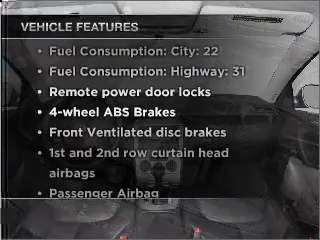 VEHICLE FEATURES
• Fuel Consumption: City: 22
• Fuel Consumption: Highway: 31
• Remote power door locks
• 4-wheel ABS Brakes
• Front Ventilated disc brakes
• 1st and 2nd row curtain head
airbags
• Passenger Airbag